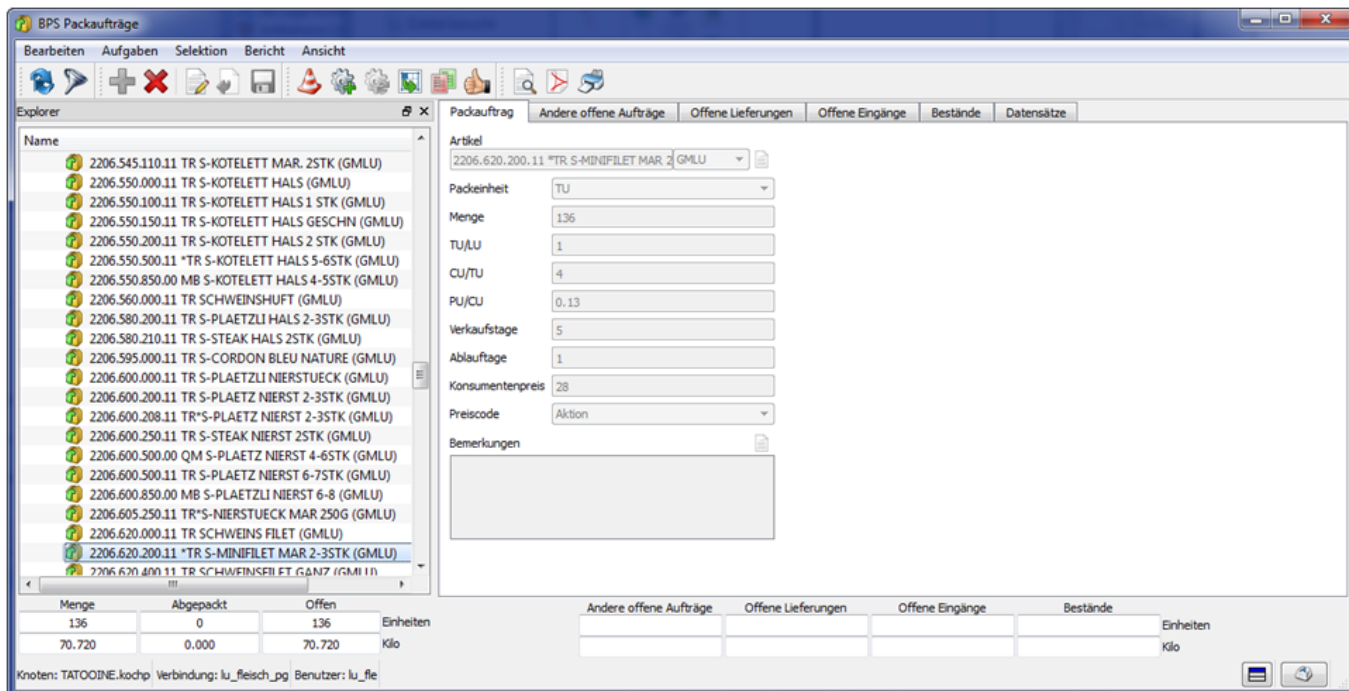 BPS Packaufträge
Bearbeiten Aufgaben Selektion Bericht Ansicht
Explorer
Name
2206.545.110.11 TR S-KOTELETT MAR. 2STK (GMLU)
2206.550.000.11 TR S-KOTELETT HALS (GMLU)
2206.550.100.11 TR S-KOTELETT HALS 1 STK (GMLU)
2206.550.150.11 TR S-KOTELETT HALS GESCHN (GMLU)
2206.550.200.11 TR S-KOTELETT HALS 2 STK (GMLU)
2206.550.500.11 *TR S-KOTELETT HALS 5-6STK (GMLU)
2206.550.850.00 MB S-KOTELETT HALS 4-5STK (GMLU)
2206.560.000.11 TR SCHWEINSHUFT (GMLU)
2206.580.200.11 TR S-PLAETZLI HALS 2-3STK (GMLU)
2206.580.210.11 TR S-STEAK HALS 2STK (GMLU)
2206.595.000.11 TR S-CORDON BLEU NATURE (GMLU)
2206.600.000.11 TR S-PLAETZLI NIERSTUECK (GMLU)
2206.600.200.11 TR S-PLAETZ NIERST 2-3STK (GMLU)
2206.600.208.11 TR*S-PLAETZ NIERST 2-3STK (GMLU)
2206.600.250.11 TR S-STEAK NIERST 2STK (GMLU)
2206.600.500.00 QM S-PLAETZ NIERST 4-6STK (GMLU)
2206.600.500.11 TR S-PLAETZ NIERST 6-7STK (GMLU)
2206.600.850.00 MB S-PLAETZLI NIERST 6-8 (GMLU)
2206.605.250.11 TR*S-NIERSTUECK MAR 250G (GMLU)
2206.620.000.11 TR SCHWEINS FILET (GMLU)
2206.620.200.11 *TR S-MINIFILET MAR 2-3STK (GMLU)
2206.620.400.11 TR SCHWEINSFILET GANZ (GMLU)
Packauftrag Andere offene Aufträge Offene Lieferungen Offene Eingänge Bestände Datensätze
Artikel
2206.620.200.11 *TR S-MINIFILET MAR 2 GMLU
Packeinheit TU
Menge 136
TU/LU 1
CU/TU 4
PU/CU 0.13
Verkaufstage 5
Ablauftage 1
Konsumentenpreis 28
Preiscode Aktion
Bemerkungen
Menge Abgepackt Offen
136 0 136 Einheiten
70.720 0.000 70.720 Kilo
Andere offene Aufträge Offene Lieferungen Offene Eingänge Bestände
Einheiten
Kilo
Knoten: TATOOINE.kochp Verbindung: lu_fleisch_pg Benutzer: lu_fle